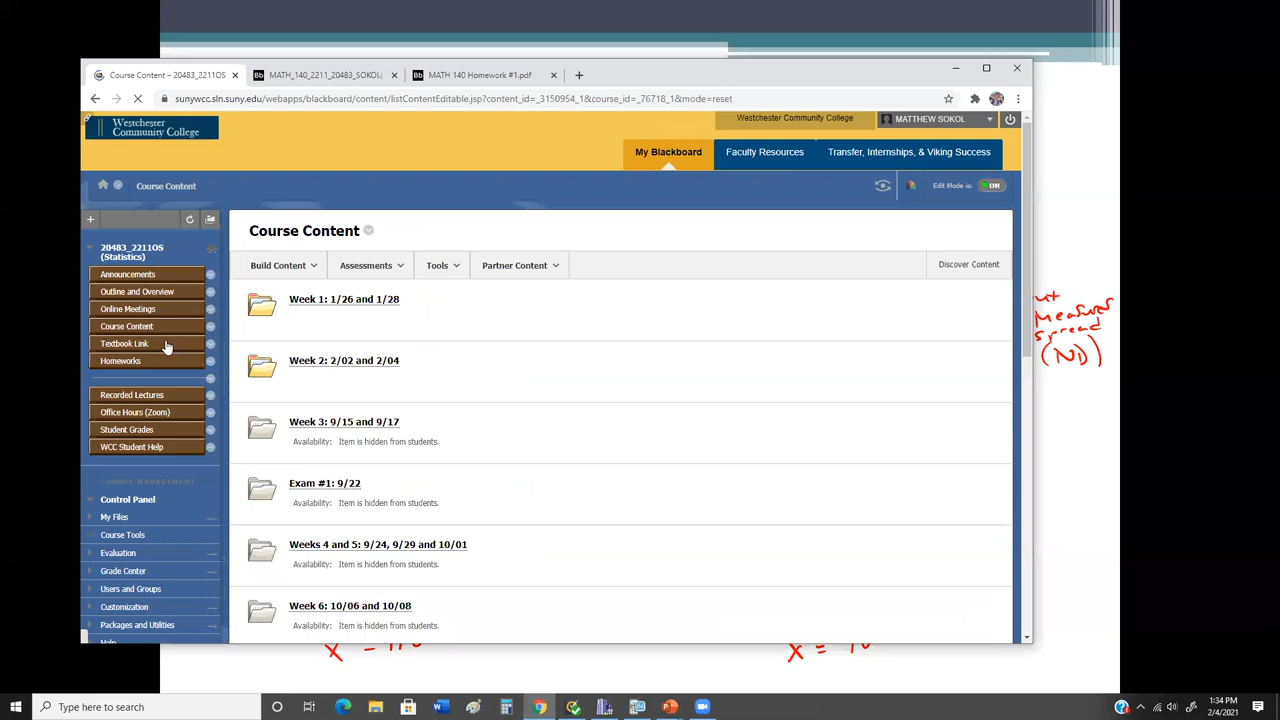 Course Content – 20483_2211OS
MATH_140_2211_20483_SOKOL
MATH 140 Homework #1.pdf
sunywcc.sln.suny.edu/webapps/blackboard/content/listContentEditable.jsp?content_id=_3150954_1&course_id=_76718_1&mode=reset
Westchester
Community College
Westchester Community College
MATTHEW SOKOL
My Blackboard
Faculty Resources
Transfer, Internships, & Viking Success
Course Content
Edit Mode is:
ON
20483_2211OS
(Statistics)
Announcements
Outline and Overview
Online Meetings
Course Content
Textbook Link
Homeworks
Recorded Lectures
Office Hours (Zoom)
Student Grades
WCC Student Help
COURSE MANAGEMENT
Control Panel
My Files
Course Tools
Evaluation
Grade Center
Users and Groups
Customization
Packages and Utilities
Help
Course Content
Build Content
Assessments
Tools
Partner Content
Discover Content
Week 1: 1/26 and 1/28
Week 2: 2/02 and 2/04
Week 3: 9/15 and 9/17
Availability: Item is hidden from students.
Exam #1: 9/22
Availability: Item is hidden from students.
Weeks 4 and 5: 9/24, 9/29 and 10/01
Availability: Item is hidden from students.
Week 6: 10/06 and 10/08
Availability: Item is hidden from students.
Measures
spread
(ND)
Type here to search
1:34 PM
2/4/2021